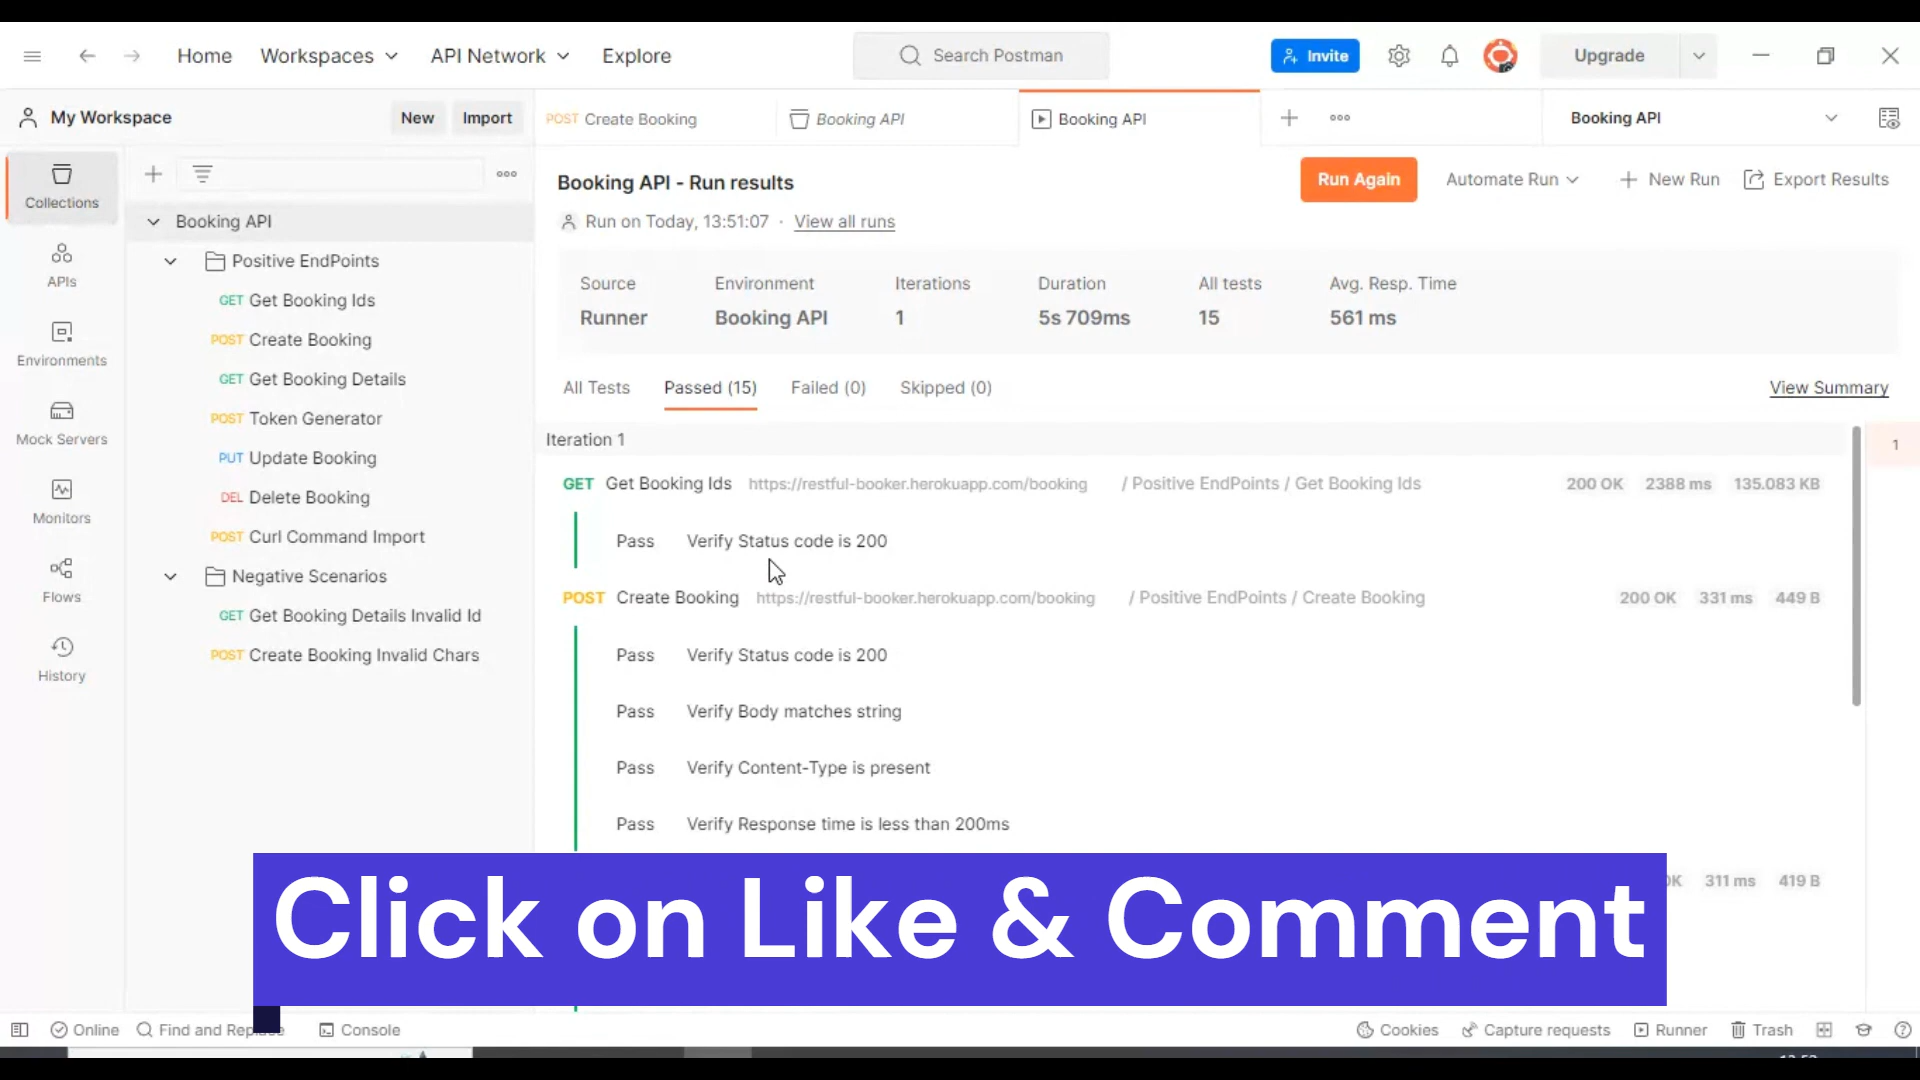 Home Workspaces API Network Explore Search Postman Invite Upgrade
My Workspace New Import POST Create Booking Booking API Booking API ooo Booking API
Collections
APIs
Environments
Mock Servers
Monitors
Flows
History
Booking API
Positive EndPoints
GET Get Booking Ids
POST Create Booking
GET Get Booking Details
POST Token Generator
PUT Update Booking
DEL Delete Booking
POST Curl Command Import
Negative Scenarios
GET Get Booking Details Invalid Id
POST Create Booking Invalid Chars
Booking API - Run results Run Again Automate Run New Run Export Results
Run on Today, 13:51:07 · View all runs
Source Environment Iterations Duration All tests Avg. Resp. Time
Runner Booking API 1 5s 709ms 15 561 ms
All Tests Passed (15) Failed (0) Skipped (0) View Summary
Iteration 1 1
GET Get Booking Ids https://restful-booker.herokuapp.com/booking / Positive EndPoints / Get Booking Ids 200 OK 2388 ms 135.083 KB
Pass Verify Status code is 200
POST Create Booking https://restful-booker.herokuapp.com/booking / Positive EndPoints / Create Booking 200 OK 331 ms 449 B
Pass Verify Status code is 200
Pass Verify Body matches string
Pass Verify Content-Type is present
Pass Verify Response time is less than 200ms
311 ms 419 B
Click on Like & Comment
Online Find and Replace Console Cookies Capture requests Runner Trash